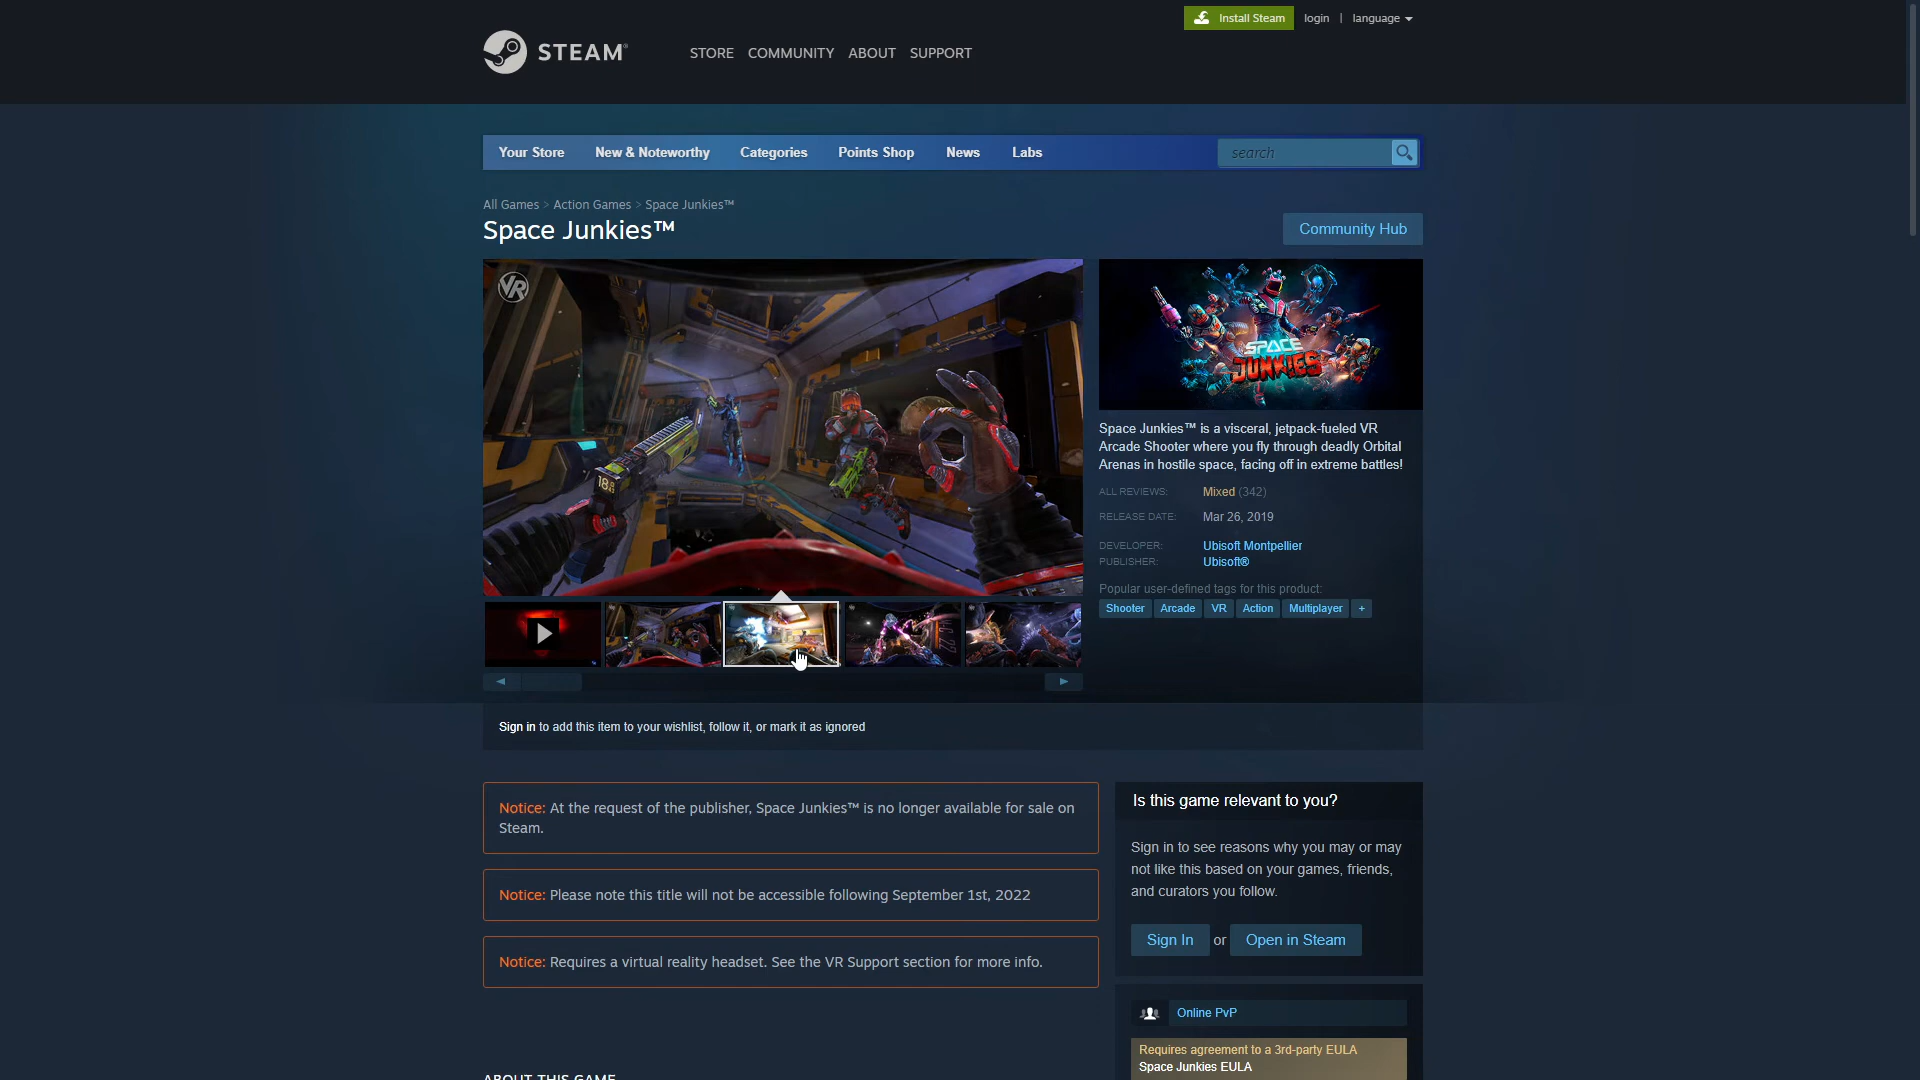 Install Steam
login | language
STEAM®
STORE COMMUNITY ABOUT SUPPORT
Your Store New & Noteworthy Categories Points Shop News Labs
search
All Games > Action Games > Space Junkies™
Space Junkies™
Community Hub
VR
18
SPACE
JUNKIES
Space Junkies™ is a visceral, jetpack-fueled VR
Arcade Shooter where you fly through deadly Orbital
Arenas in hostile space, facing off in extreme battles!
ALL REVIEWS: Mixed (342)
RELEASE DATE: Mar 26, 2019
DEVELOPER: Ubisoft Montpellier
PUBLISHER: Ubisoft®
Popular user-defined tags for this product:
Shooter Arcade VR Action Multiplayer +
Sign in to add this item to your wishlist, follow it, or mark it as ignored
Notice: At the request of the publisher, Space Junkies™ is no longer available for sale on
Steam.
Notice: Please note this title will not be accessible following September 1st, 2022
Notice: Requires a virtual reality headset. See the VR Support section for more info.
ABOUT THIS GAME
Is this game relevant to you?
Sign in to see reasons why you may or may
not like this based on your games, friends,
and curators you follow.
Sign In or Open in Steam
Online PvP
Requires agreement to a 3rd-party EULA
Space Junkies EULA